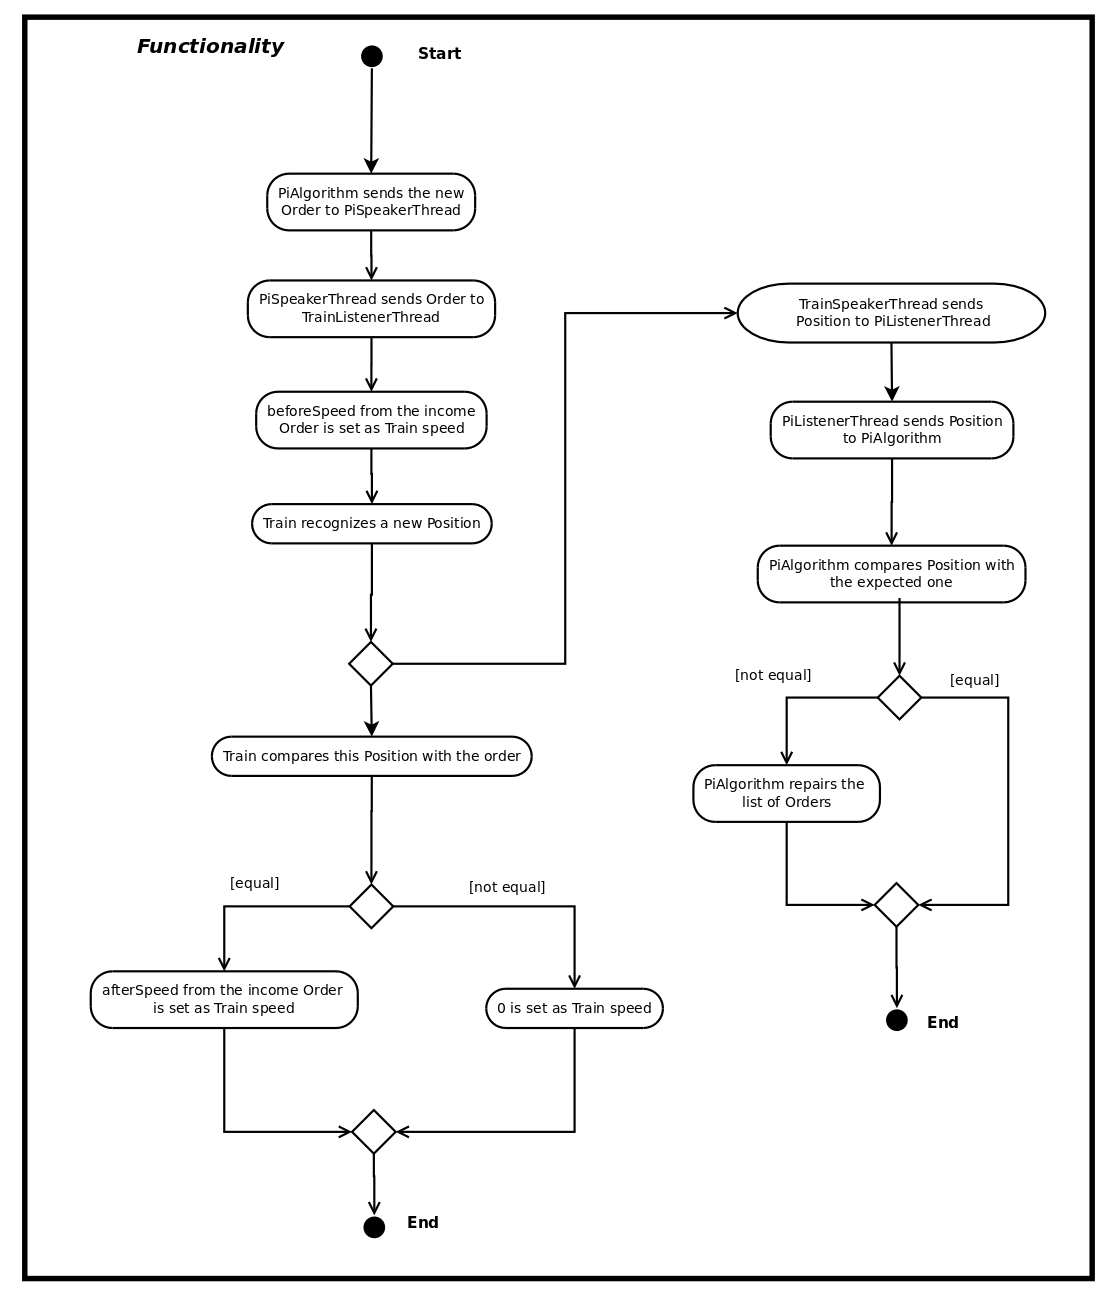 Functionality
Start
PiAlgorithm sends the new
Order to PiSpeakerThread
PiSpeakerThread sends Order to
TrainListenerThread
beforeSpeed from the income
Order is set as Train speed
Train recognizes a new Position
Train compares this Position with the order
[equal]
[not equal]
afterSpeed from the income Order
is set as Train speed
0 is set as Train speed
End
TrainSpeakerThread sends
Position to PiListenerThread
PiListenerThread sends Position
to PiAlgorithm
PiAlgorithm compares Position with
the expected one
[not equal]
[equal]
PiAlgorithm repairs the
list of Orders
End